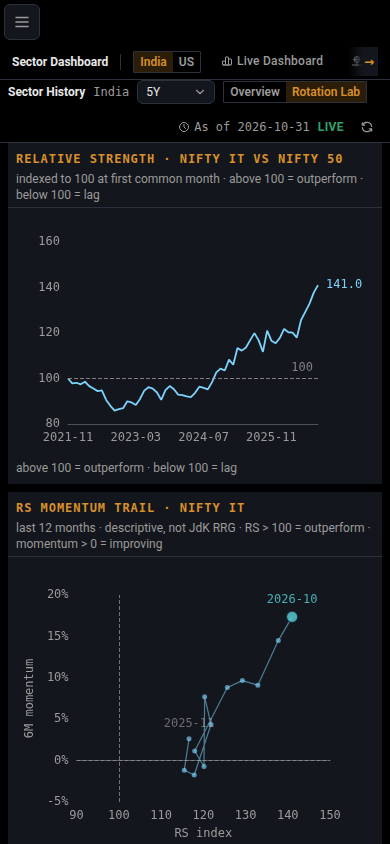 Sector Dashboard India US Live Dashboard →
Sector History India 5Y Overview Rotation Lab
As of 2026-10-31 LIVE
RELATIVE STRENGTH · NIFTY IT VS NIFTY 50
indexed to 100 at first common month · above 100 = outperform ·
below 100 = lag
160
140
141.0
120
100
100
80
2021-11 2023-03 2024-07 2025-11
above 100 = outperform · below 100 = lag
RS MOMENTUM TRAIL · NIFTY IT
last 12 months · descriptive, not JdK RRG · RS > 100 = outperform ·
momentum > 0 = improving
20%
2026-10
15%
10%
5%
0%
-5%
6M momentum
90 100 110 120 130 140 150
RS index